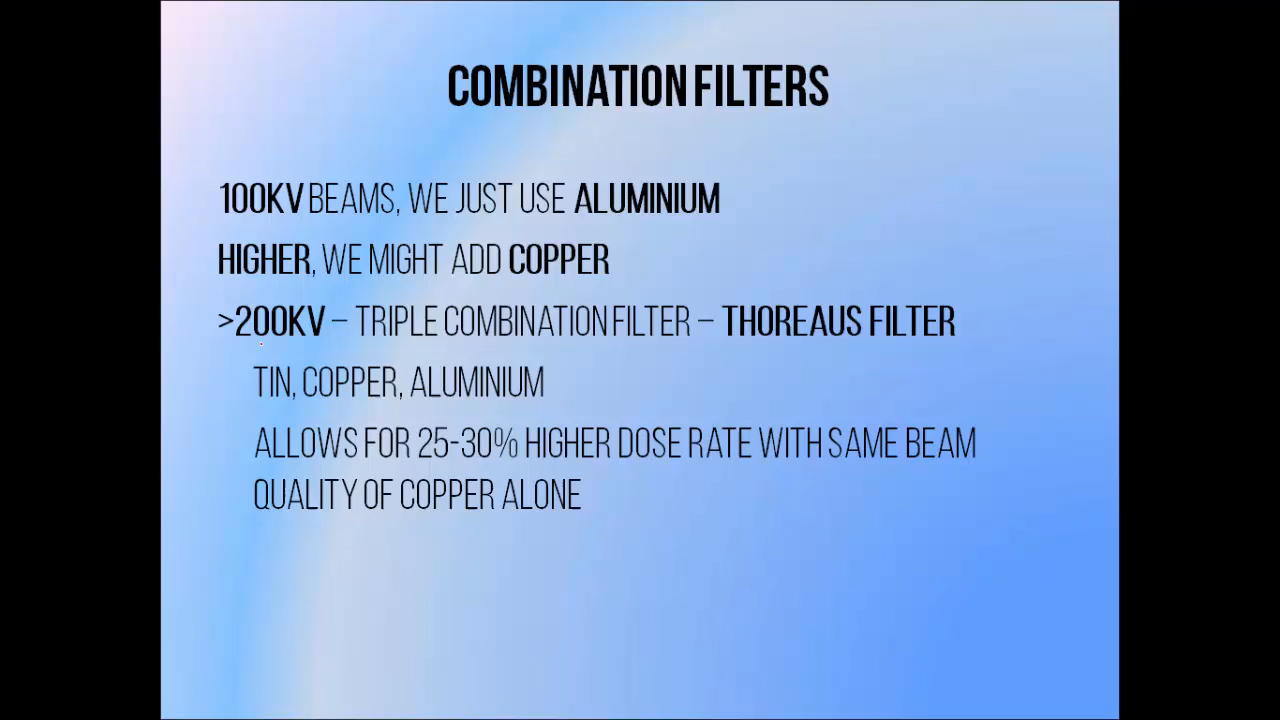 COMBINATION FILTERS
100KV BEAMS, WE JUST USE ALUMINIUM
HIGHER, WE MIGHT ADD COPPER
>200KV – TRIPLE COMBINATION FILTER – THOREAUS FILTER
TIN, COPPER, ALUMINIUM
ALLOWS FOR 25-30% HIGHER DOSE RATE WITH SAME BEAM
QUALITY OF COPPER ALONE